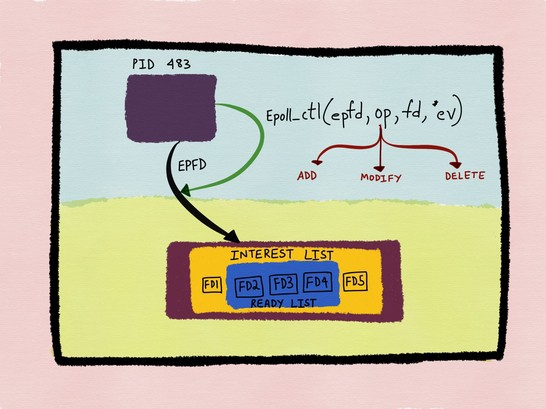 PID 483
Epoll_ctl(epfd, op, fd, *ev)
EPFD
ADD
MODIFY
DELETE
INTEREST LIST
FD1 FD2 FD3 FD4 FD5
READY LIST